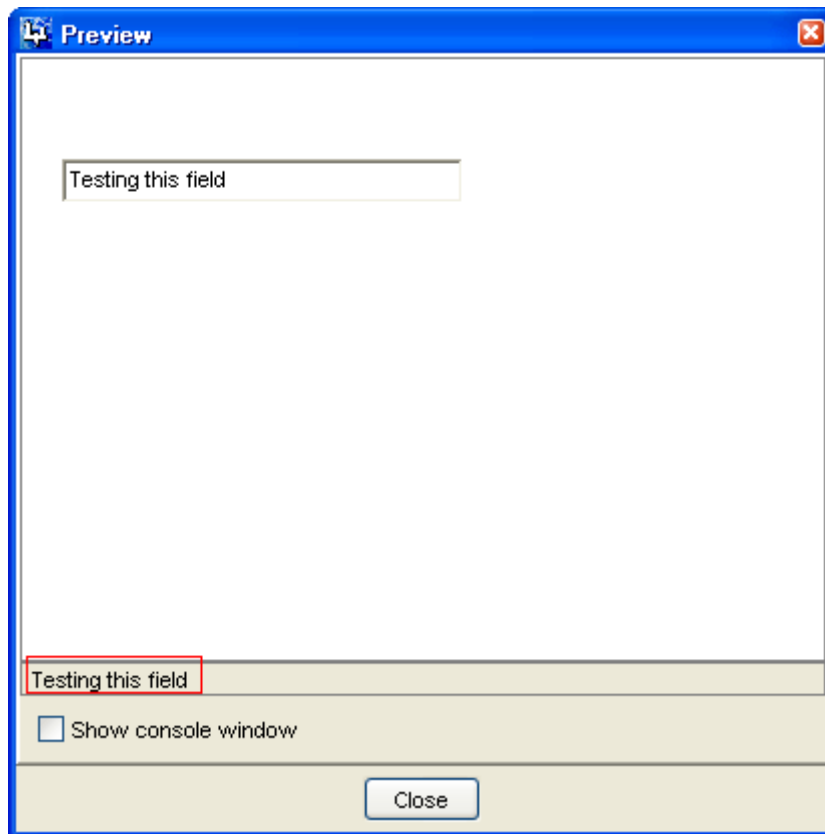 Preview
Testing this field
Testing this field
Show console window
Close